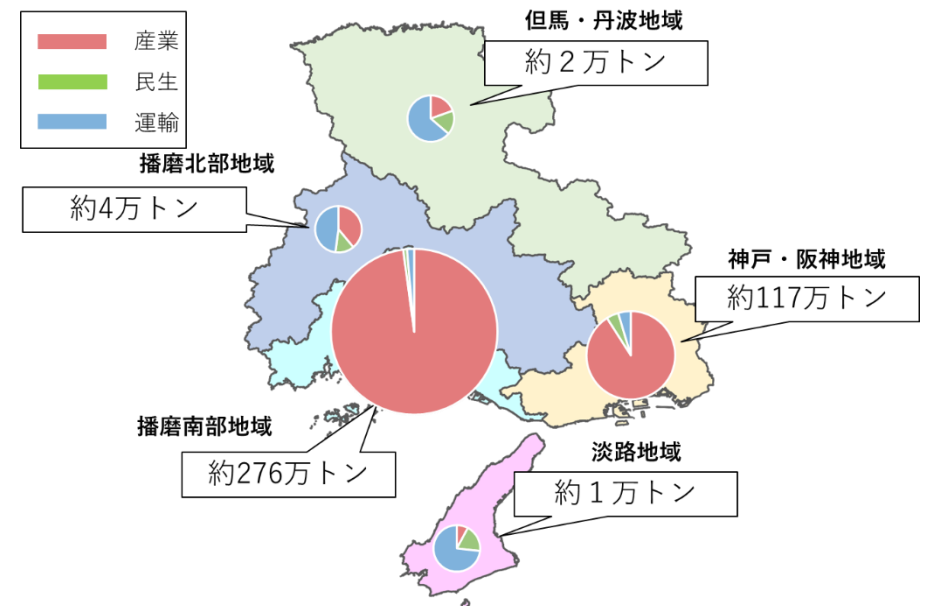 産業
民生
運輸
但馬・丹波地域
約２万トン
播磨北部地域
約4万トン
神戸・阪神地域
約117万トン
播磨南部地域
約276万トン
淡路地域
約１万トン